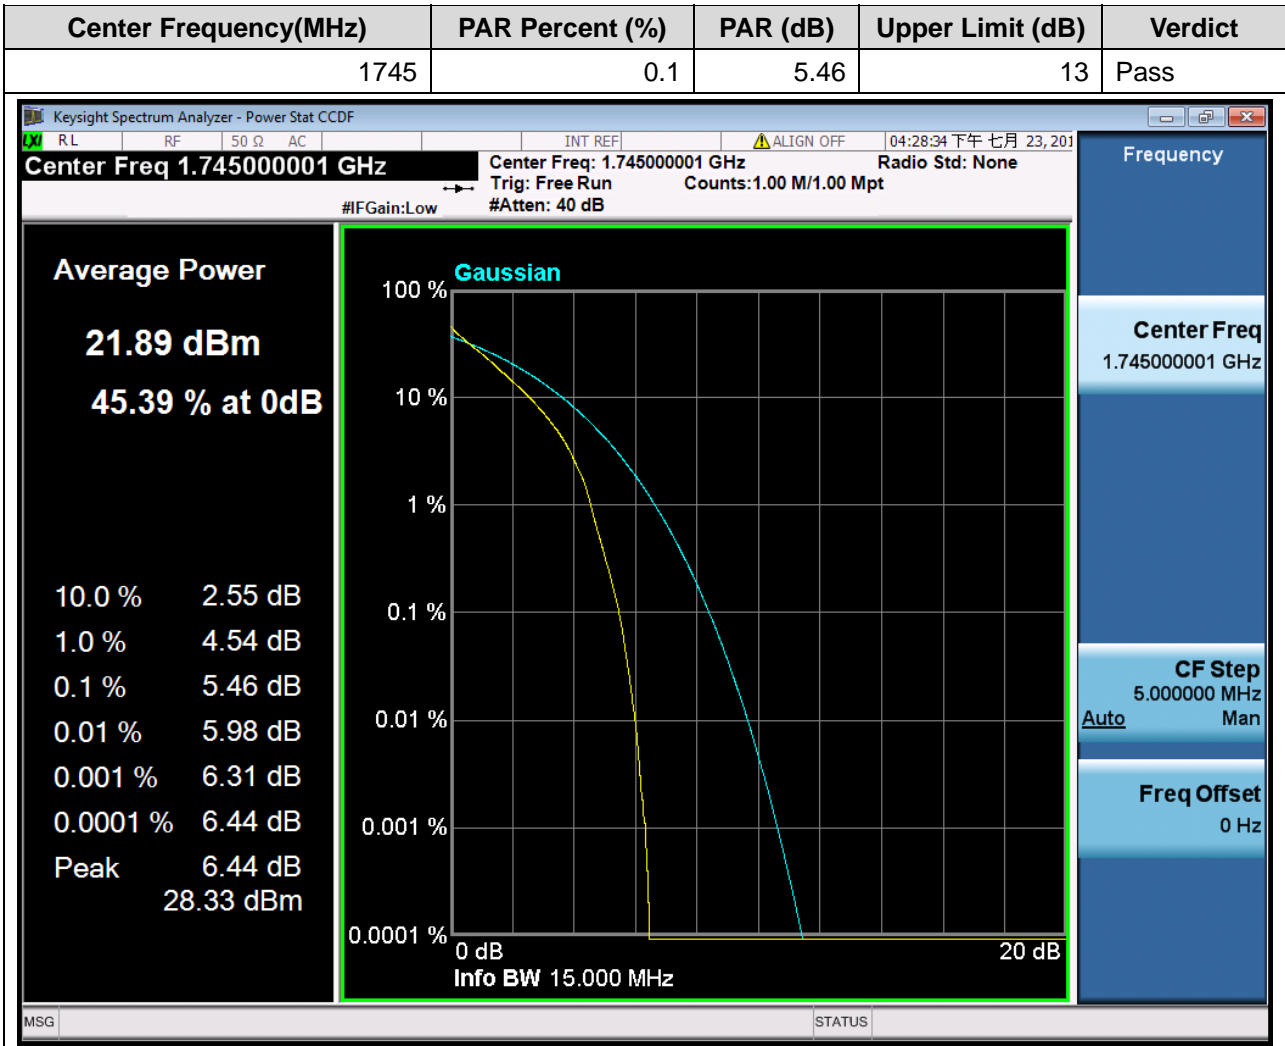 Center Frequency(MHz) PAR Percent (%) PAR (dB) Upper Limit (dB) Verdict
1745 0.1 5.46 13 Pass
Keysight Spectrum Analyzer - Power Stat CCDF
LXI RL RF 50 Ω AC INT REF ALIGN OFF 04:28:34 下午 七月 23, 201
Center Freq 1.745000001 GHz
Center Freq: 1.745000001 GHz Radio Std: None
Trig: Free Run Counts:1.00 M/1.00 Mpt
#IFGain:Low #Atten: 40 dB
Average Power
21.89 dBm
45.39 % at 0dB
10.0 % 2.55 dB
1.0 % 4.54 dB
0.1 % 5.46 dB
0.01 % 5.98 dB
0.001 % 6.31 dB
0.0001 % 6.44 dB
Peak 6.44 dB
28.33 dBm
Gaussian
100 %
10 %
1 %
0.1 %
0.01 %
0.001 %
0.0001 %
0 dB 20 dB
Info BW 15.000 MHz
Frequency
Center Freq
1.745000001 GHz
CF Step
5.000000 MHz
Auto Man
Freq Offset
0 Hz
MSG STATUS